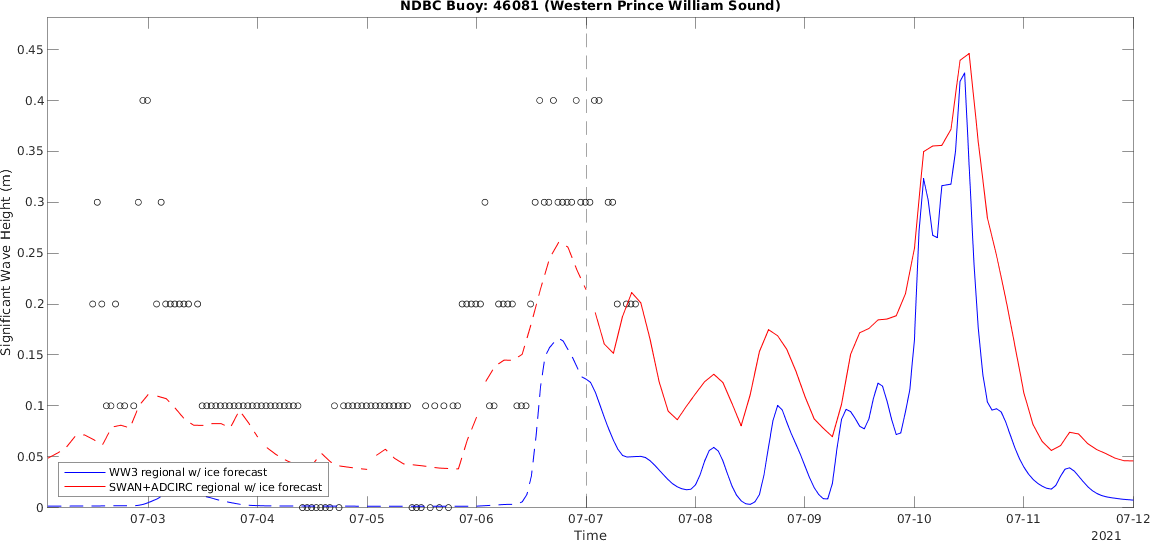 NDBC Buoy: 46081 (Western Prince William Sound)
Significant Wave Height (m)
0.45
0.4
0.35
0.3
0.25
0.2
0.15
0.1
0.05
0
WW3 regional w/ ice forecast
SWAN+ADCIRC regional w/ ice forecast
07-03 07-04 07-05 07-06 07-07 07-08 07-09 07-10 07-11 07-12
Time
2021